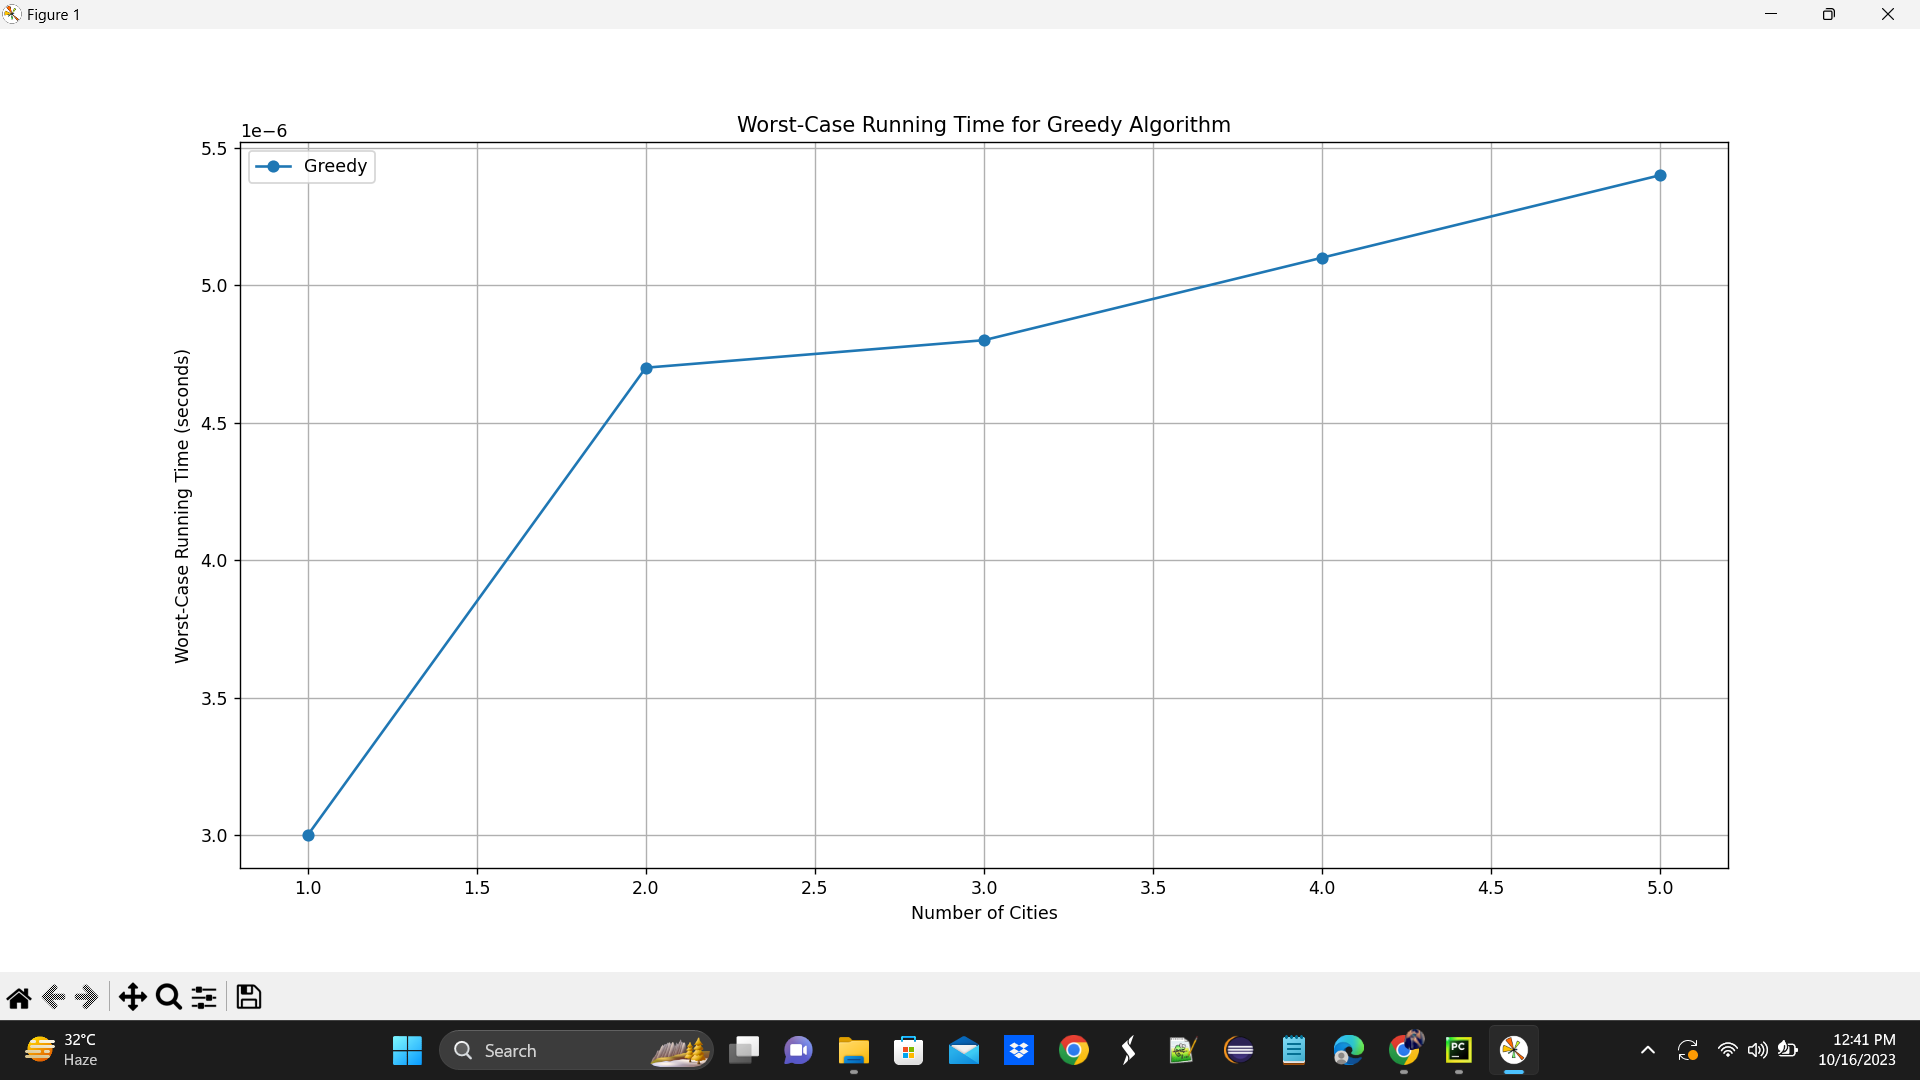 Figure 1
Worst-Case Running Time for Greedy Algorithm
1e−6
Greedy
5.5
5.0
4.5
4.0
3.5
3.0
Worst-Case Running Time (seconds)
1.0 1.5 2.0 2.5 3.0 3.5 4.0 4.5 5.0
Number of Cities
32°C
Haze
Search
PC
12:41 PM
10/16/2023